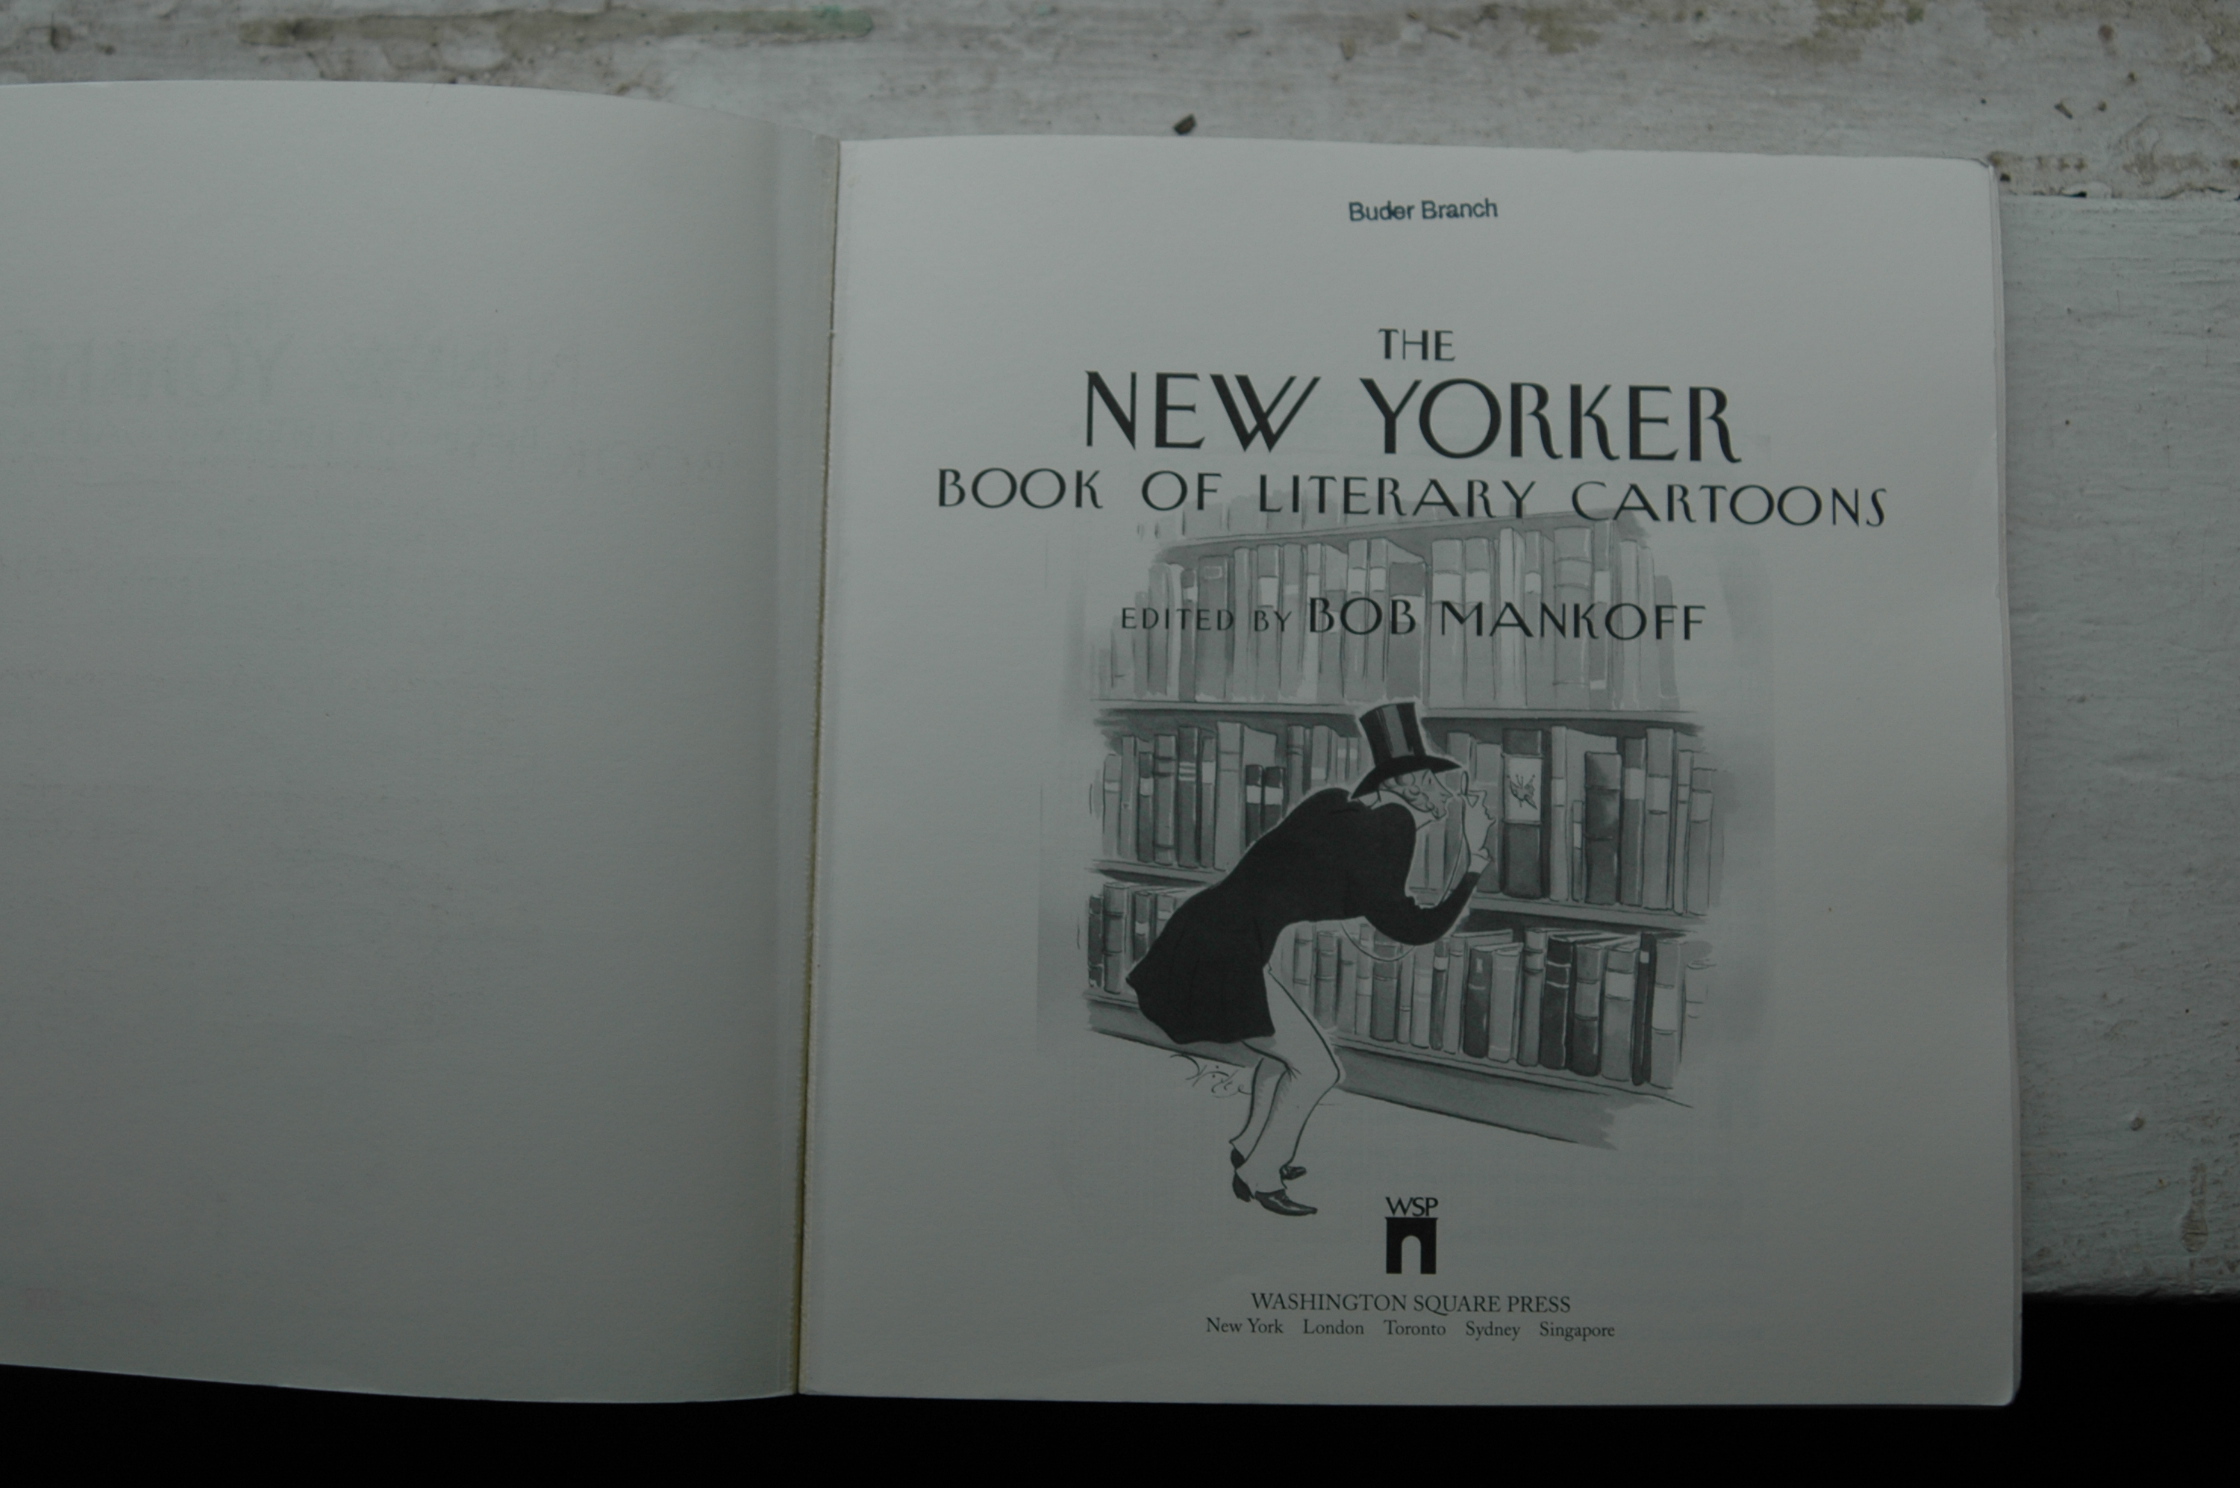 Buder Branch
THE
NEW YORKER
BOOK OF LITERARY CARTOONS
EDITED BY BOB MANKOFF
WSP
WASHINGTON SQUARE PRESS
New York London Toronto Sydney Singapore